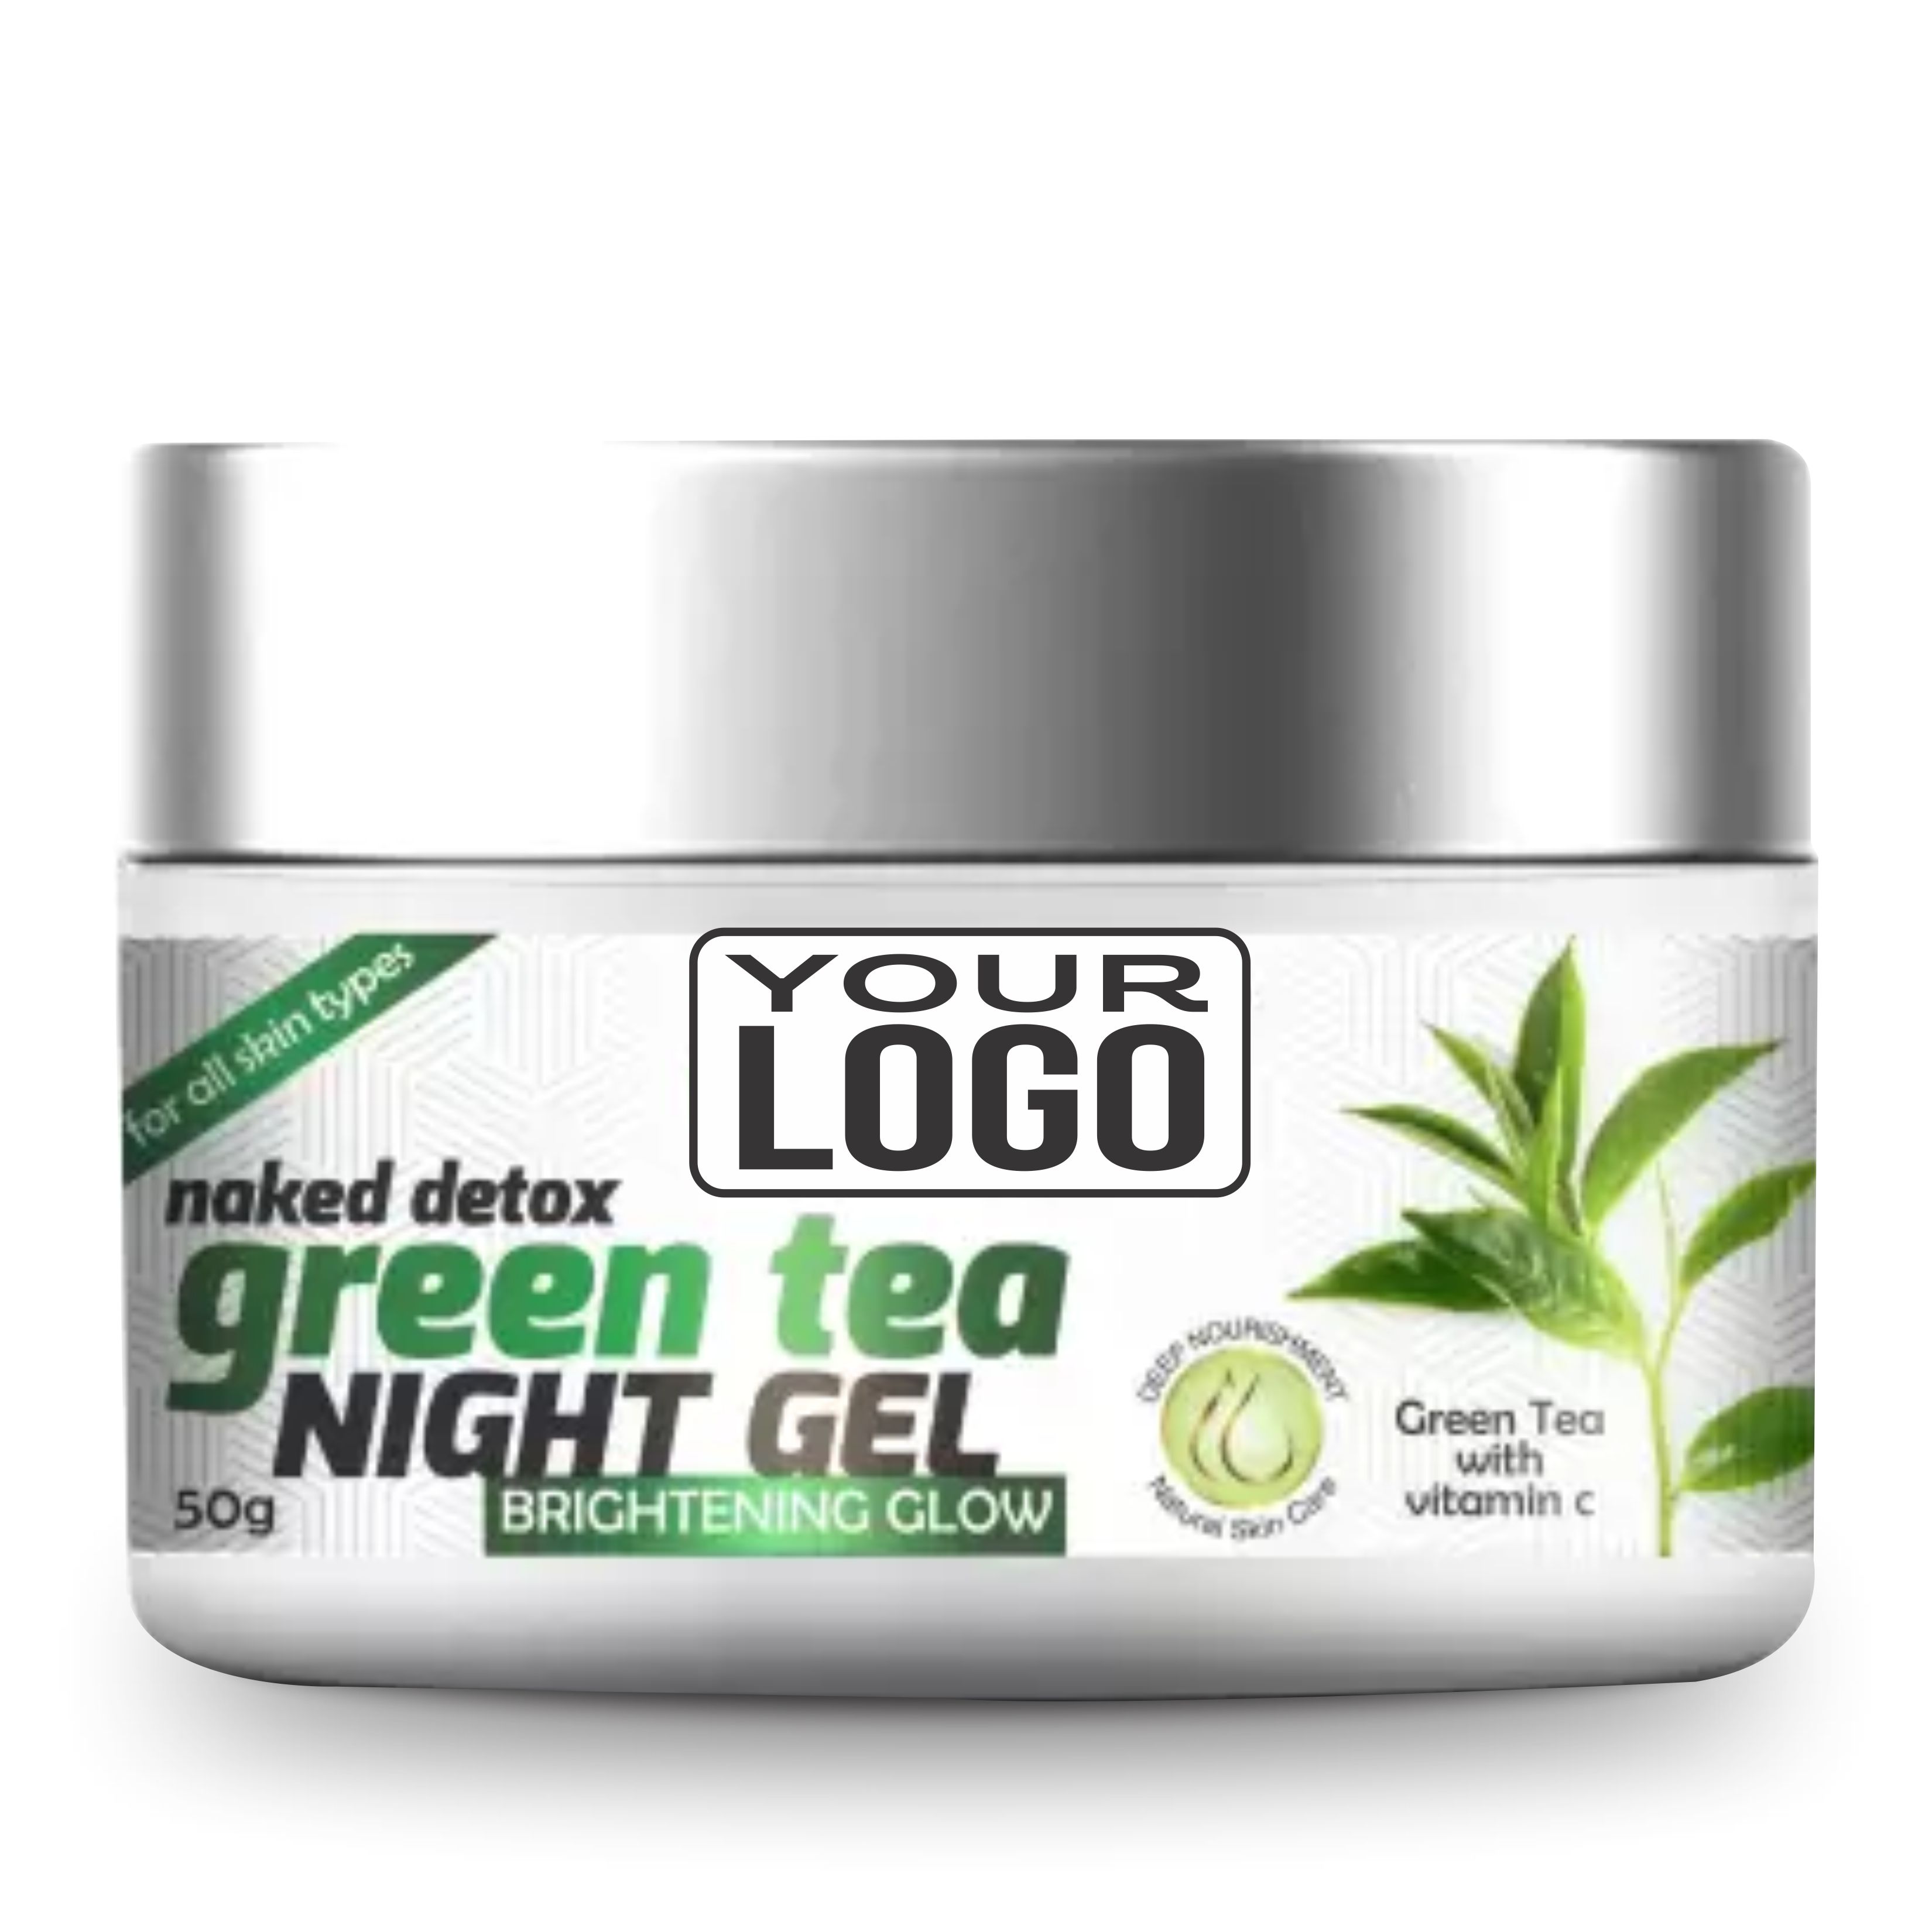 for all skin types
YOUR
LOGO
naked detox
green tea
NIGHT GEL
BRIGHTENING GLOW
50g
DEEP NOURISHMENT
Natural Skin Care
Green Tea
with
vitamin c